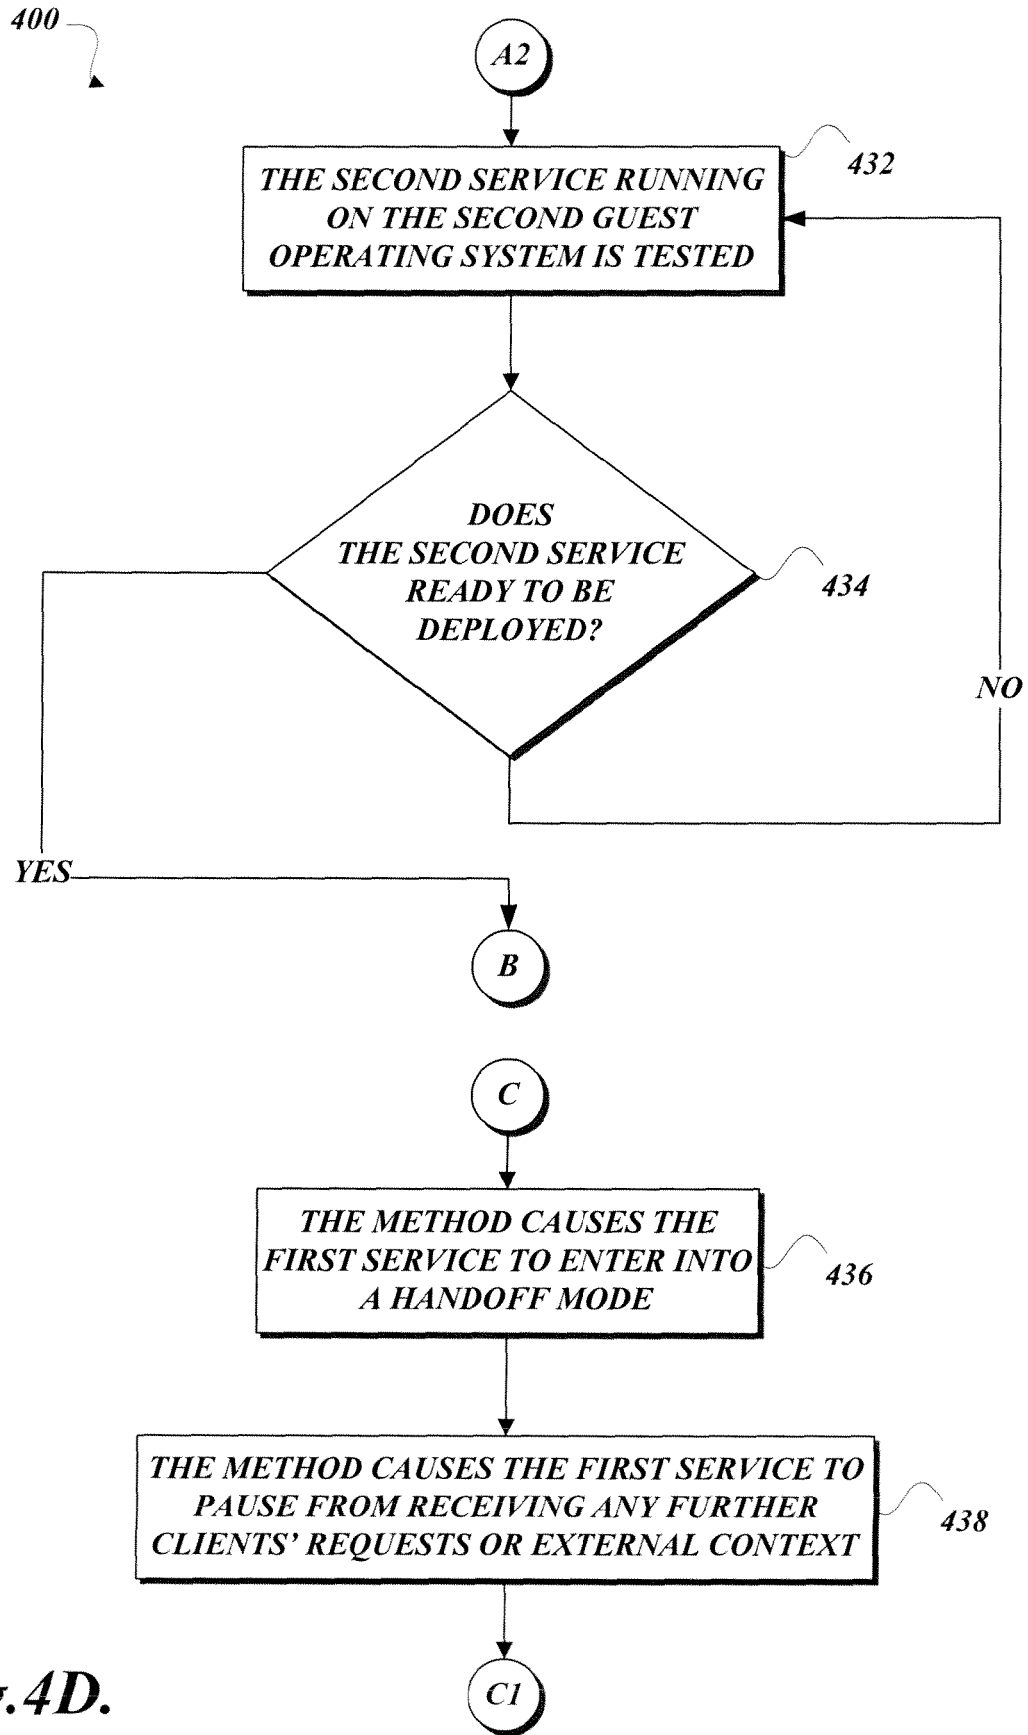 400
A2
THE SECOND SERVICE RUNNING
ON THE SECOND GUEST
OPERATING SYSTEM IS TESTED
432
DOES
THE SECOND SERVICE
READY TO BE
DEPLOYED?
434
NO
YES
B
C
THE METHOD CAUSES THE
FIRST SERVICE TO ENTER INTO
A HANDOFF MODE
436
THE METHOD CAUSES THE FIRST SERVICE TO
PAUSE FROM RECEIVING ANY FURTHER
CLIENTS' REQUESTS OR EXTERNAL CONTEXT
438
C1
.4D.